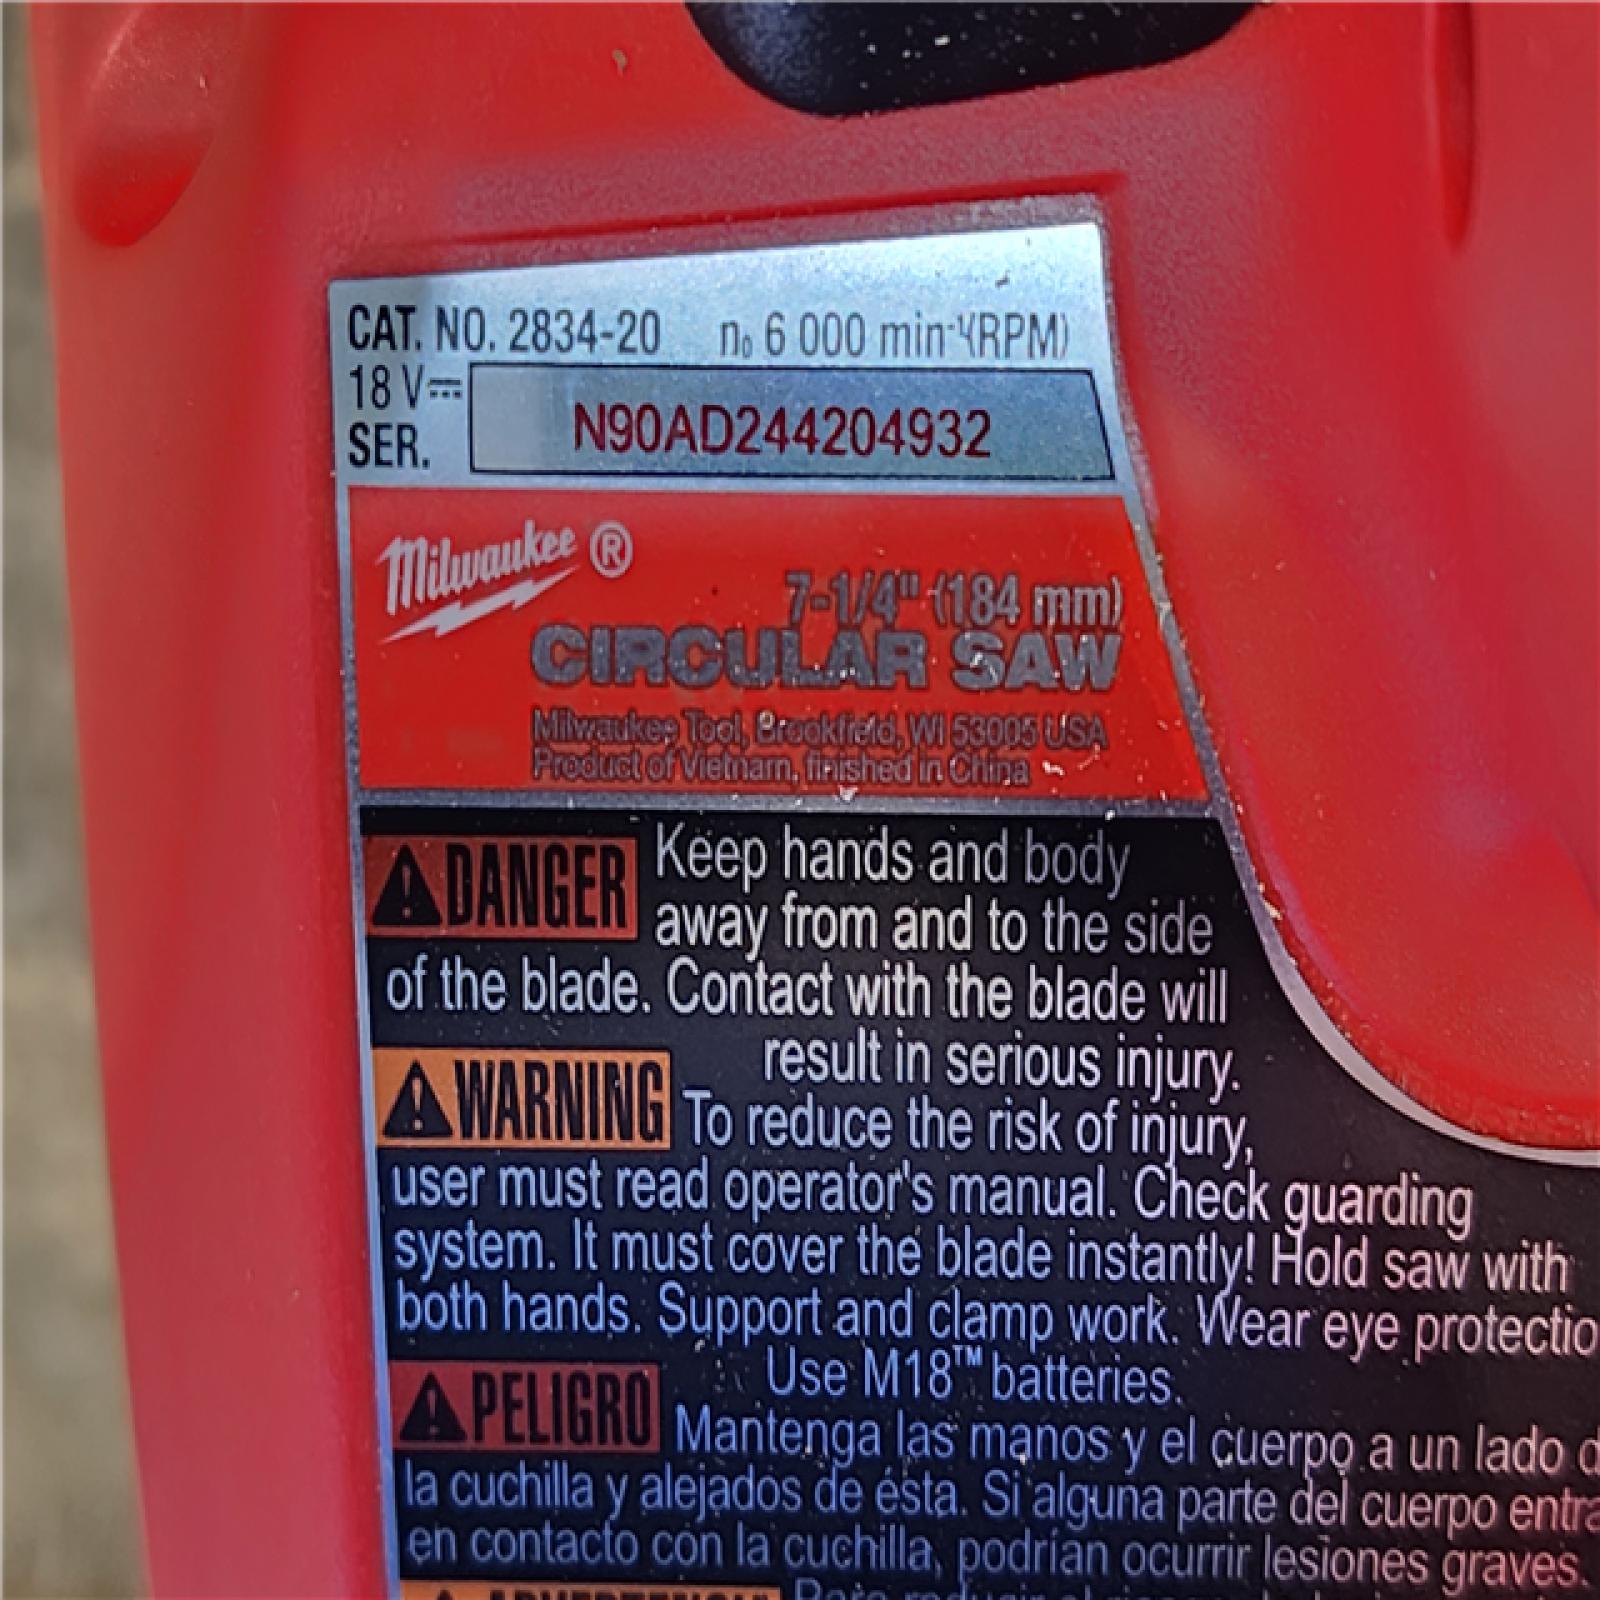 CAT. NO. 2834-20 n₀ 6 000 min⁻¹(RPM)
18 V⎓
SER. N90AD244204932
Milwaukee®
7-1/4" (184 mm)
CIRCULAR SAW
Milwaukee Tool, Brookfield, WI 53005 USA
Product of Vietnam, finished in China
DANGER Keep hands and body
away from and to the side
of the blade. Contact with the blade will
result in serious injury.
WARNING To reduce the risk of injury,
user must read operator's manual. Check guarding
system. It must cover the blade instantly! Hold saw with
both hands. Support and clamp work. Wear eye protectio
Use M18™ batteries.
PELIGRO Mantenga las manos y el cuerpo a un lado d
la cuchilla y alejados de ésta. Si alguna parte del cuerpo entra
en contacto con la cuchilla, podrían ocurrir lesiones graves.
ADVERTENCIA Para reducir el